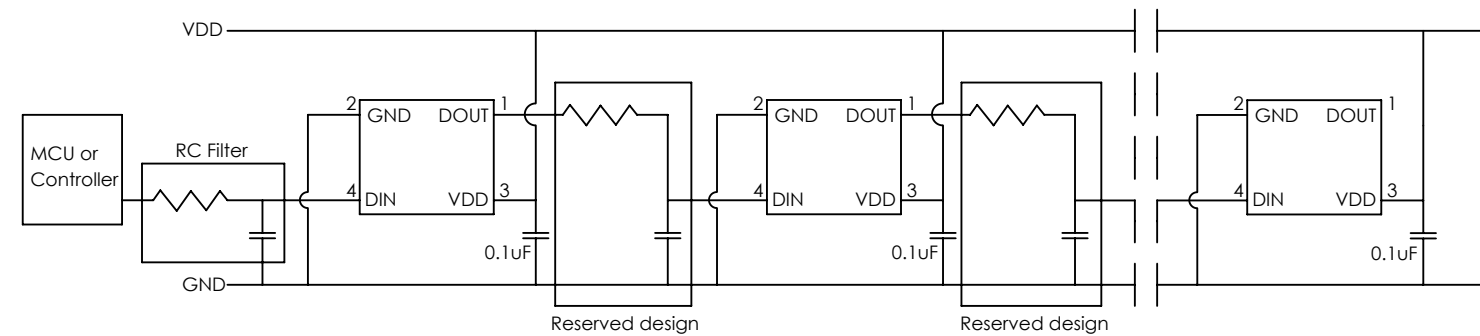 VDD
2
GND
DOUT
1
2
GND
DOUT
1
2
GND
DOUT
1
MCU or
Controller
RC Filter
4
DIN
VDD
3
4
DIN
VDD
3
4
DIN
VDD
3
0.1uF
0.1uF
0.1uF
GND
Reserved design
Reserved design